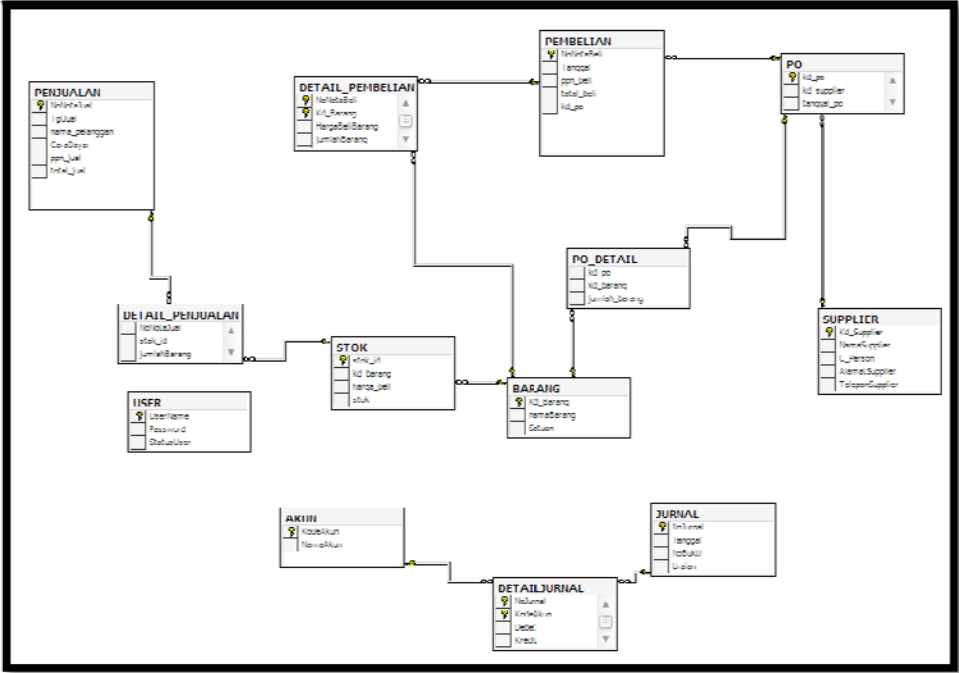 PENJUALAN
NoNotaJual
TglJual
nama_pelanggan
CaraBayar
ppn_jual
total_jual
DETAIL_PEMBELIAN
NoNotaBeli
Kd_Barang
HargaBeliBarang
JumlahBarang
PEMBELIAN
NoNotaBeli
Tanggal
ppn_beli
total_beli
kd_po
PO
kd_po
kd_supplier
tanggal_po
PO_DETAIL
kd_po
kd_barang
jumlah_barang
DETAIL_PENJUALAN
NoNotaJual
stok_id
jumlahBarang
STOK
stok_id
kd_barang
harga_beli
stok
SUPPLIER
Kd_Supplier
NamaSupplier
C_Person
AlamatSupplier
TeleponSupplier
BARANG
Kd_Barang
namaBarang
Satuan
USER
UserName
Password
StatusUser
AKUN
KodeAkun
NamaAkun
JURNAL
NoJurnal
Tanggal
NoBukti
Uraian
DETAILJURNAL
NoJurnal
KodeAkun
Debet
Kredit